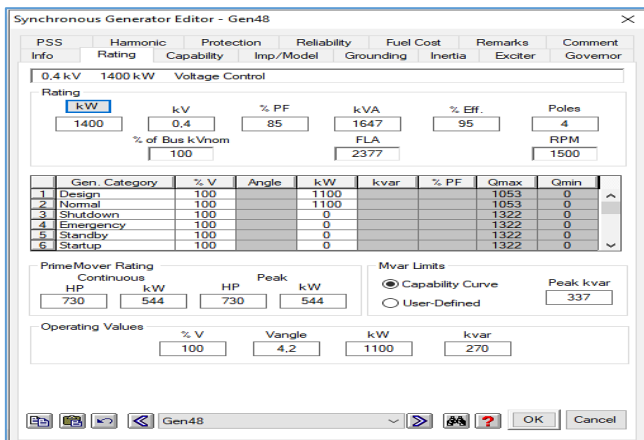 Synchronous Generator Editor - Gen48
PSS Harmonic Protection Reliability Fuel Cost Remarks Comment
Info Rating Capability Imp/Model Grounding Inertia Exciter Governor
0,4 kV 1400 kW Voltage Control
Rating
kW kV % PF kVA % Eff. Poles
1400 0,4 85 1647 95 4
% of Bus kVnom FLA RPM
100 2377 1500
Gen. Category % V Angle kW kvar % PF Qmax Qmin
1 Design 100 1100 1053 0
2 Normal 100 1100 1053 0
3 Shutdown 100 0 1322 0
4 Emergency 100 0 1322 0
5 Standby 100 0 1322 0
6 Startup 100 0 1322 0
PrimeMover Rating Mvar Limits
Continuous Peak
HP kW HP kW Capability Curve Peak kvar
730 544 730 544 User-Defined 337
Operating Values
% V Vangle kW kvar
100 4,2 1100 270
Gen48 ? OK Cancel